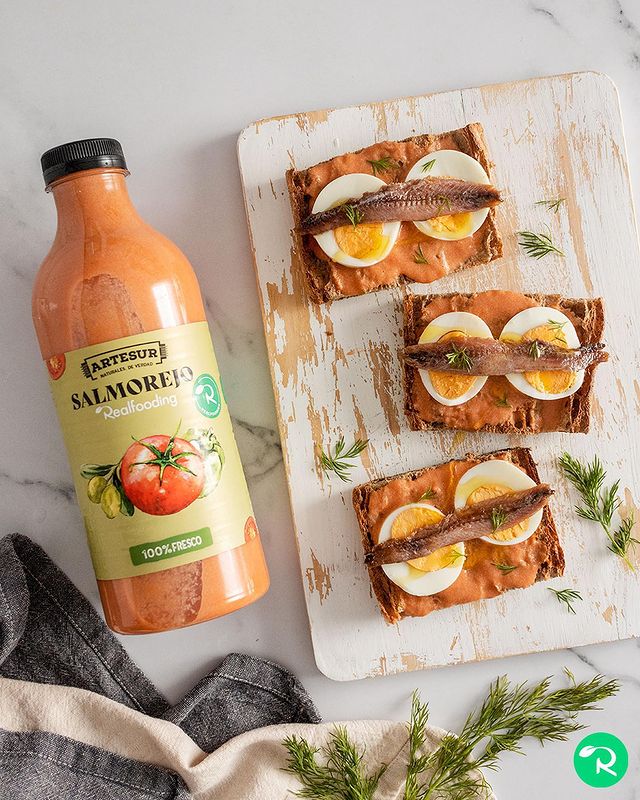 ARTESUR
NATURALES DE VERDAD
SALMOREJO
Realfooding
100% FRESCO
R